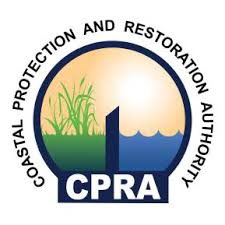 COASTAL PROTECTION AND RESTORATION AUTHORITY
CPRA